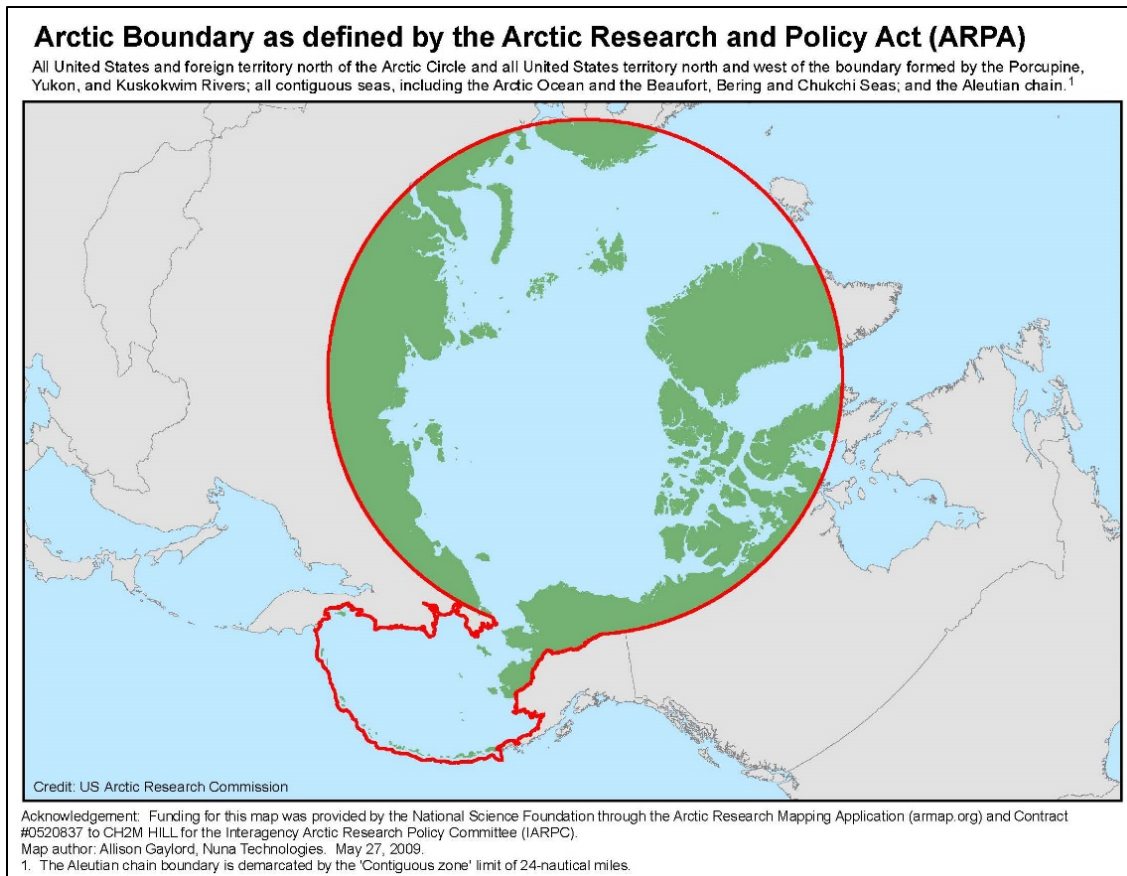 Arctic Boundary as defined by the Arctic Research and Policy Act (ARPA)
All United States and foreign territory north of the Arctic Circle and all United States territory north and west of the boundary formed by the Porcupine,
Yukon, and Kuskokwim Rivers; all contiguous seas, including the Arctic Ocean and the Beaufort, Bering and Chukchi Seas; and the Aleutian chain.¹
Credit: US Arctic Research Commission
Acknowledgement: Funding for this map was provided by the National Science Foundation through the Arctic Research Mapping Application (armap.org) and Contract
#0520837 to CH2M HILL for the Interagency Arctic Research Policy Committee (IARPC).
Map author: Allison Gaylord, Nuna Technologies. May 27, 2009.
1. The Aleutian chain boundary is demarcated by the 'Contiguous zone' limit of 24-nautical miles.